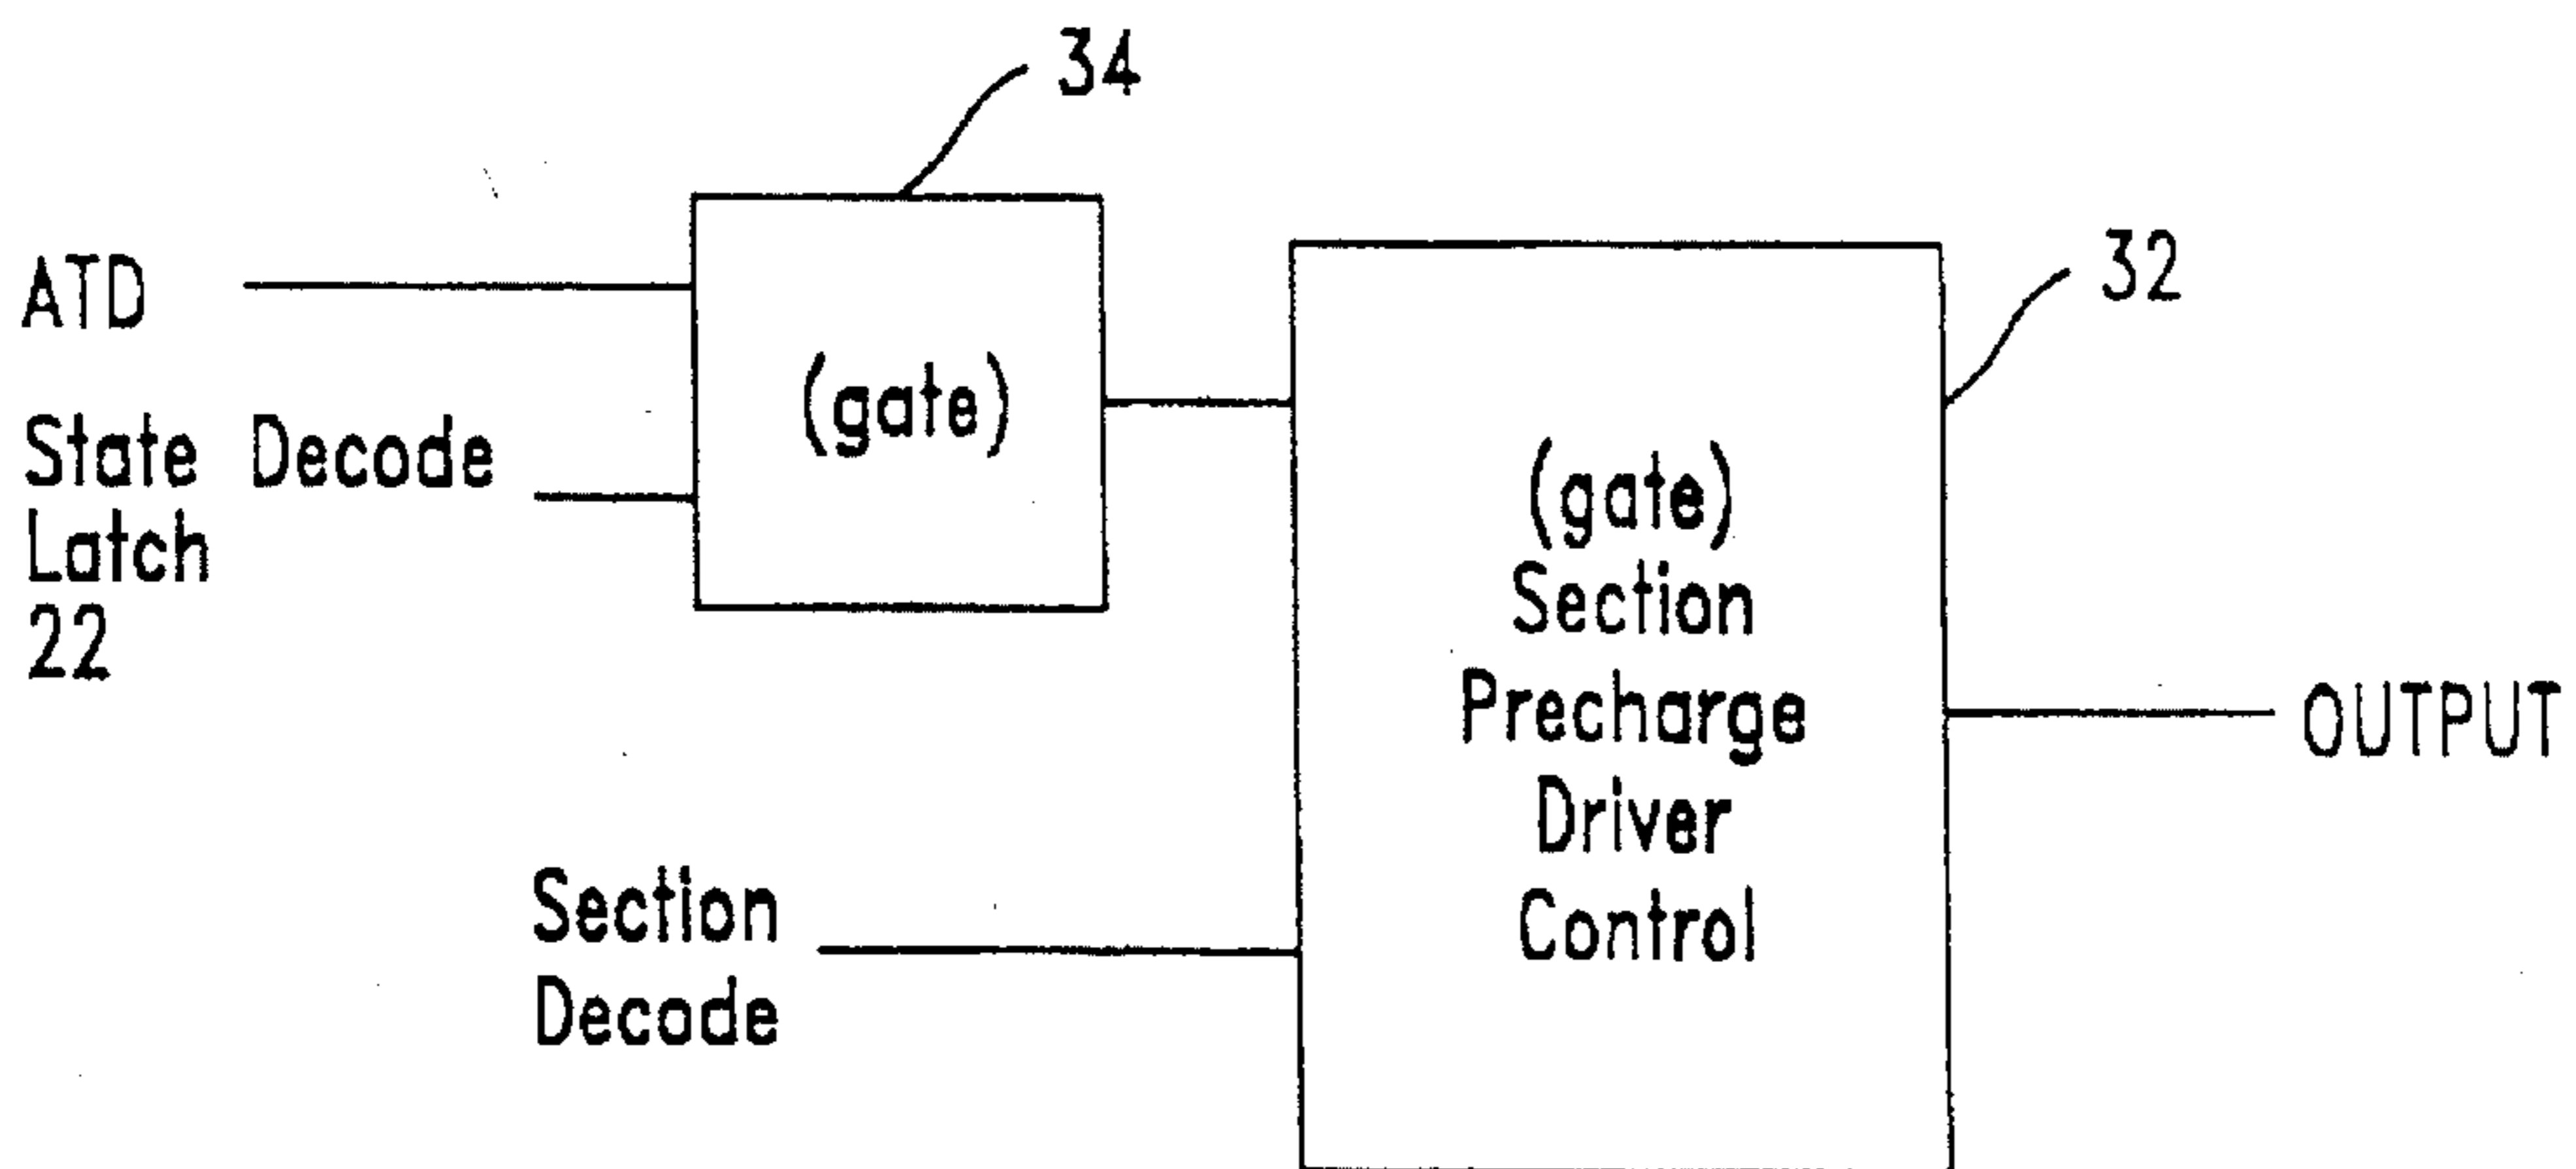 34
32
ATD
(gate)
State Decode
Latch
22
(gate)
Section
Precharge
Driver
Control
OUTPUT
Section
Decode